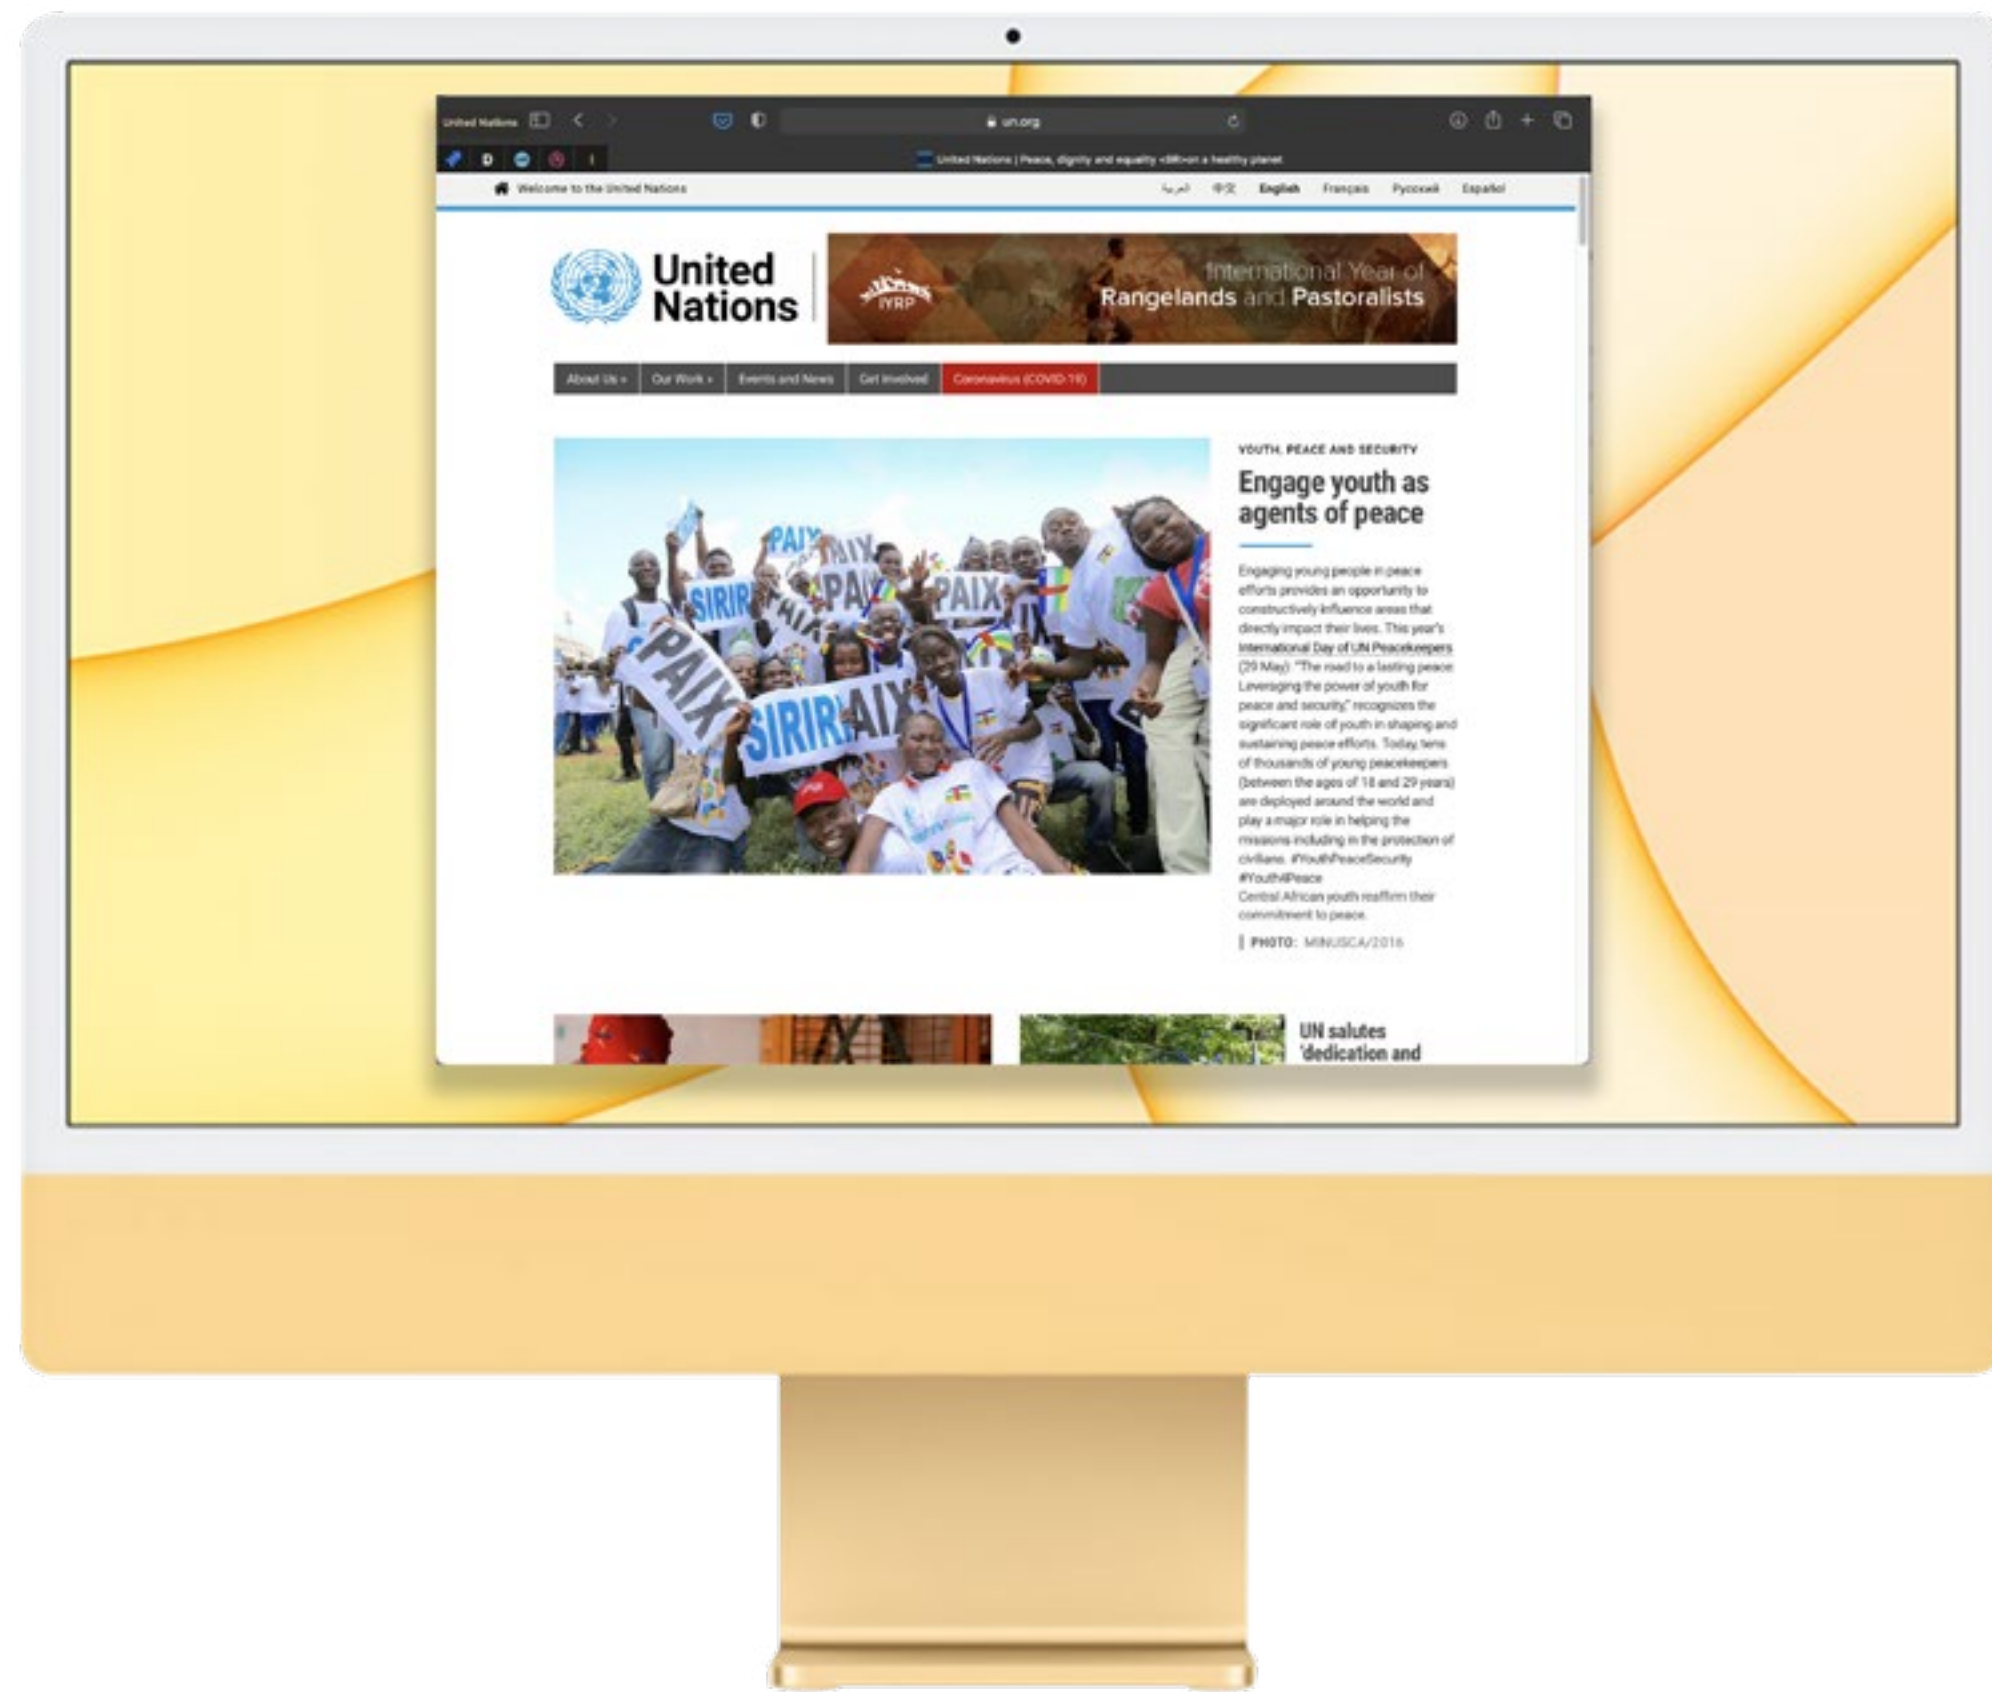 United Nations
un.org
D
United Nations | Peace, dignity and equality <BR>on a healthy planet
Welcome to the United Nations
العربية 中文 English Français Русский Español
United
Nations
IYRP
International Year of
Rangelands and Pastoralists
About Us » Our Work » Events and News Get Involved Coronavirus (COVID-19)
PAIX
PAIX
SIRIRI
PAIX
PAIX
PAIX
PAIX
SIRIRI
PAIX
YOUTH, PEACE AND SECURITY
Engage youth as
agents of peace
Engaging young people in peace
efforts provides an opportunity to
constructively influence areas that
directly impact their lives. This year's
International Day of UN Peacekeepers
(29 May) "The road to a lasting peace:
Leveraging the power of youth for
peace and security," recognizes the
significant role of youth in shaping and
sustaining peace efforts. Today, tens
of thousands of young peacekeepers
(between the ages of 18 and 29 years)
are deployed around the world and
play a major role in helping the
missions including in the protection of
civilians. #YouthPeaceSecurity
#Youth4Peace
Central African youth reaffirm their
commitment to peace.
PHOTO: MINUSCA/2016
UN salutes
'dedication and